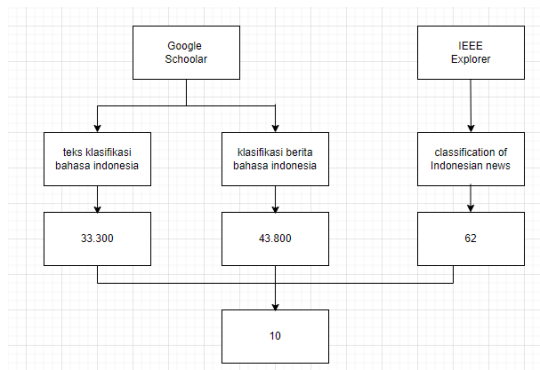 Google
Schoolar
IEEE
Explorer
teks klasifikasi
bahasa indonesia
klasifikasi berita
bahasa indonesia
classification of
Indonesian news
33.300
43.800
62
10